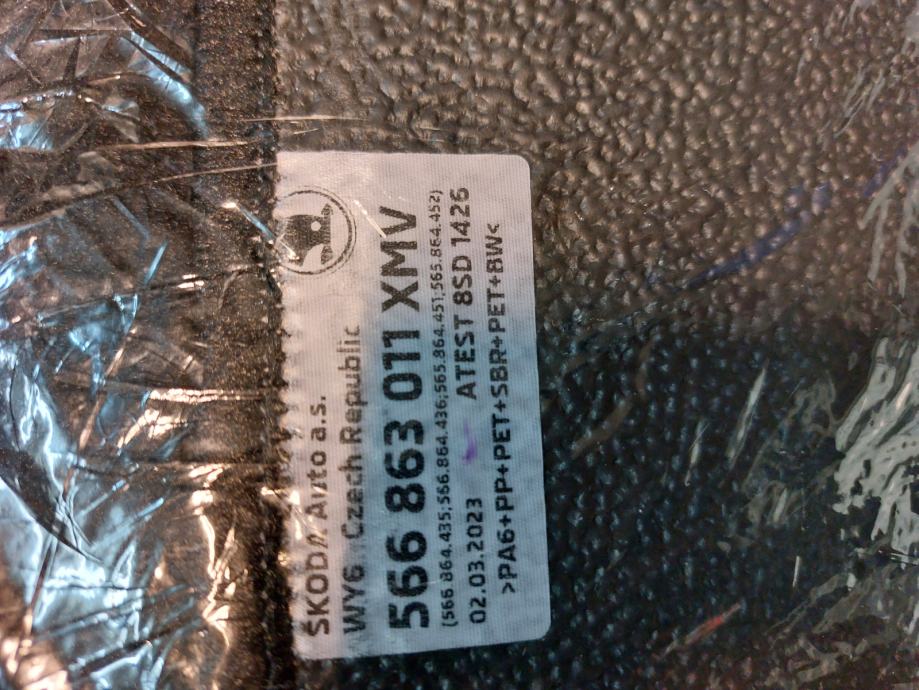 ŠKODA Auto a.s.
WY6 Czech Republic
566 863 011 XMV
(566.864.435;566.864.436;565.864.451;565.864.452)
02.03.2023 ATEST 8SD 1426
>PA6+PP+PET+SBR+PET+BW<